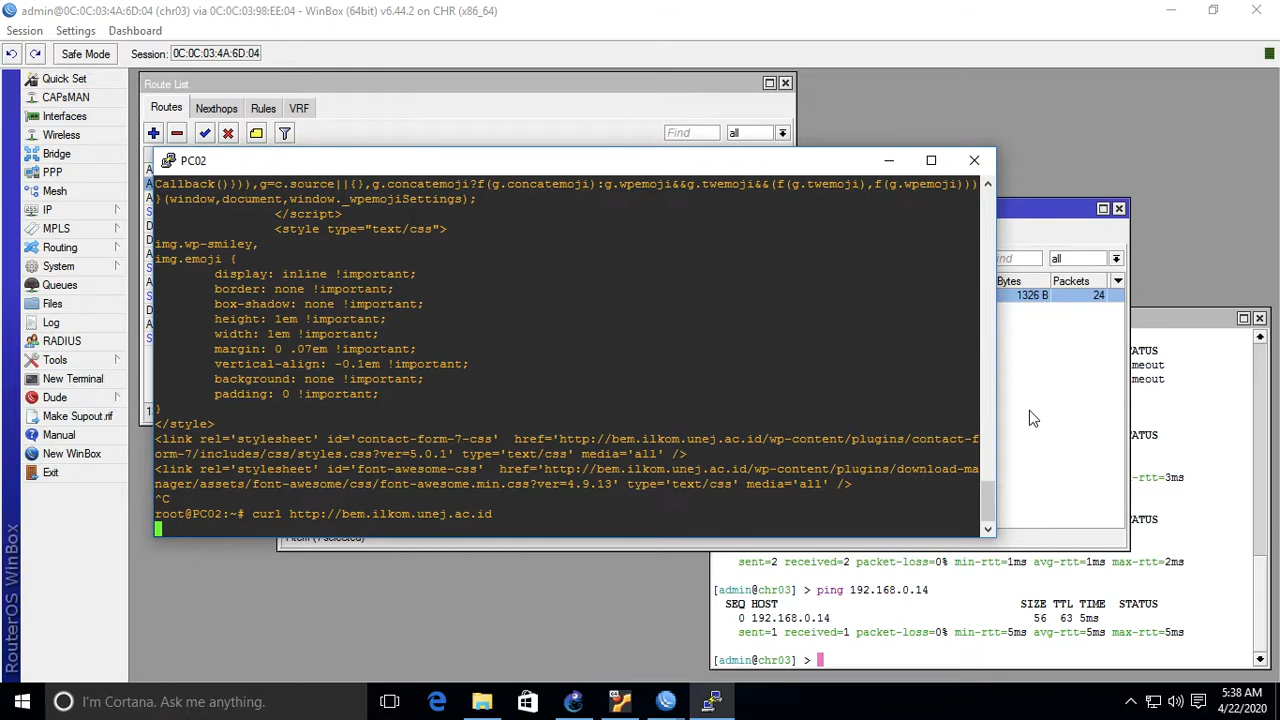 admin@0C:0C:03:4A:6D:04 (chr03) via 0C:0C:03:98:EE:04 - WinBox (64bit) v6.44.2 on CHR (x86_64)
Session Settings Dashboard
Safe Mode Session: 0C:0C:03:4A:6D:04
Quick Set
CAPsMAN
Interfaces
Wireless
Bridge
PPP
Mesh
IP
MPLS
Routing
System
Queues
Files
Log
RADIUS
Tools
New Terminal
Dude
Make Supout.rif
Manual
New WinBox
Exit
RouterOS WinBox
Route List
Routes Nexthops Rules VRF
Find all
PC02
Callback()})),g=c.source||{},g.concatemoji?f(g.concatemoji):g.wpemoji&&g.twemoji&&(f(g.twemoji),f(g.wpemoji)))
}(window,document,window._wpemojiSettings);
</script>
<style type="text/css">
img.wp-smiley,
img.emoji {
display: inline !important;
border: none !important;
box-shadow: none !important;
height: 1em !important;
width: 1em !important;
margin: 0 .07em !important;
vertical-align: -0.1em !important;
background: none !important;
padding: 0 !important;
}
</style>
<link rel='stylesheet' id='contact-form-7-css'  href='http://bem.ilkom.unej.ac.id/wp-content/plugins/contact-f
orm-7/includes/css/styles.css?ver=5.0.1' type='text/css' media='all' />
<link rel='stylesheet' id='font-awesome-css'  href='http://bem.ilkom.unej.ac.id/wp-content/plugins/download-ma
nager/assets/font-awesome/css/font-awesome.min.css?ver=4.9.13' type='text/css' media='all' />
^C
root@PC02:~# curl http://bem.ilkom.unej.ac.id
ind all
Bytes Packets
1326 B 24
TATUS
meout
meout
TATUS
-rtt=3ms
TATUS
sent=2 received=2 packet-loss=0% min-rtt=1ms avg-rtt=1ms max-rtt=2ms
[admin@chr03] > ping 192.168.0.14
SEQ HOST SIZE TTL TIME STATUS
0 192.168.0.14 56 63 5ms
sent=1 received=1 packet-loss=0% min-rtt=5ms avg-rtt=5ms max-rtt=5ms
[admin@chr03] >
I'm Cortana. Ask me anything.
5:38 AM
4/22/2020